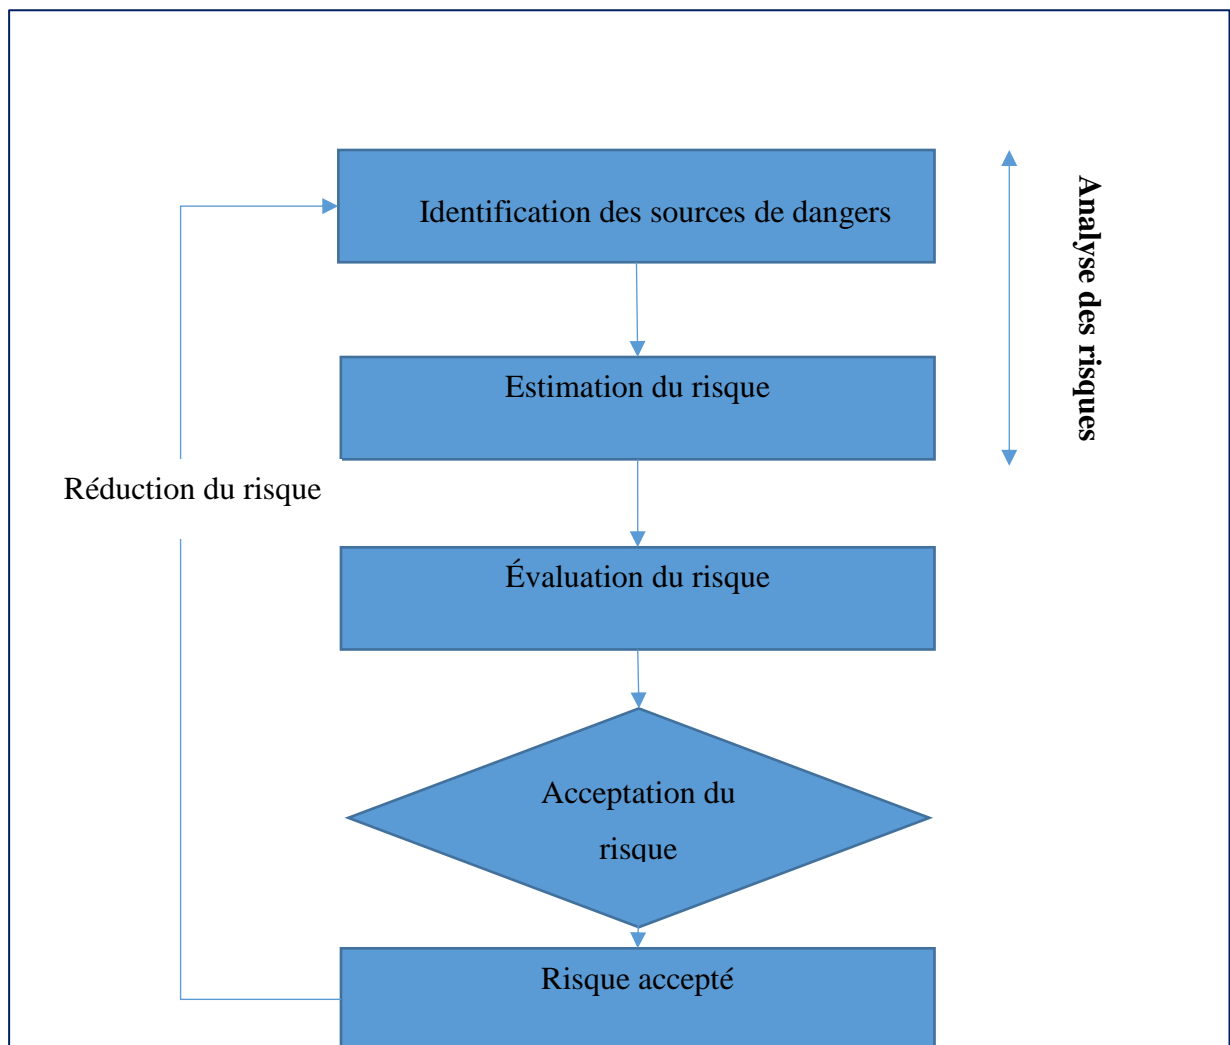 Identification des sources de dangers
Analyse des risques
Estimation du risque
Réduction du risque
Évaluation du risque
Acceptation du
risque
Risque accepté